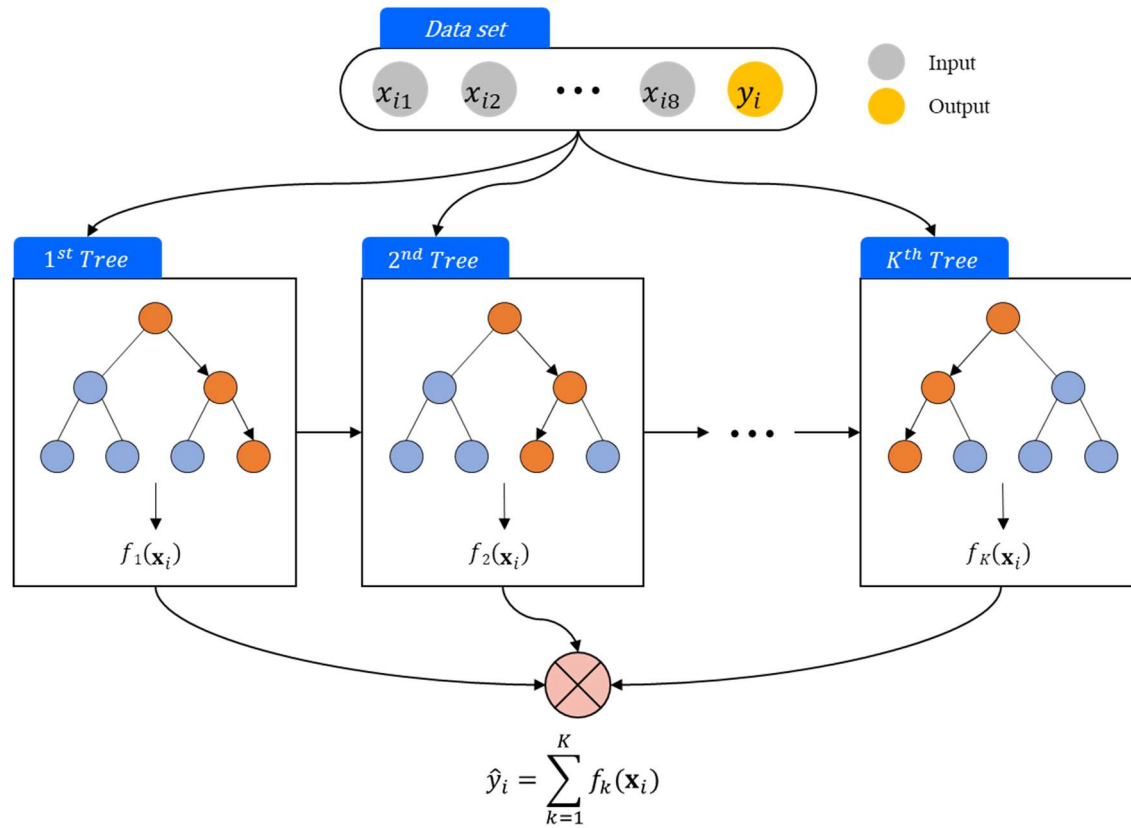 Data set
x_{i1} x_{i2} ••• x_{i8} y_i
Input
Output
1^{st} Tree
2^{nd} Tree
K^{th} Tree
•••
f_1(𝐱_i)
f_2(𝐱_i)
f_K(𝐱_i)
ŷ_i = \sum_{k=1}^{K} f_k(𝐱_i)